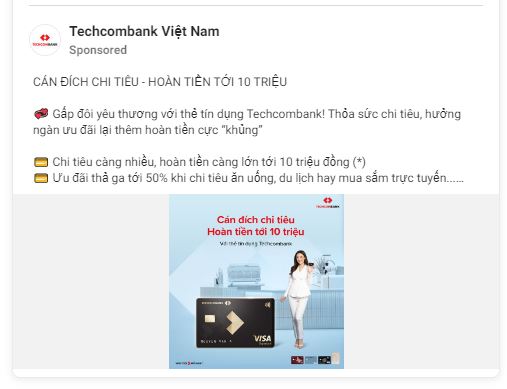 Techcombank Việt Nam
TECHCOMBANK
Sponsored
CÁN ĐÍCH CHI TIÊU - HOÀN TIỀN TỚI 10 TRIỆU
Gấp đôi yêu thương với thẻ tín dụng Techcombank! Thỏa sức chi tiêu, hưởng
ngàn ưu đãi lại thêm hoàn tiền cực "khủng"
Chi tiêu càng nhiều, hoàn tiền càng lớn tới 10 triệu đồng (*)
Ưu đãi thả ga tới 50% khi chi tiêu ăn uống, du lịch hay mua sắm trực tuyến......
TECHCOMBANK
Cán đích chi tiêu
Hoàn tiền tới 10 triệu
Với thẻ tín dụng Techcombank
TECHCOMBANK
NGUYEN VAN A
VISA